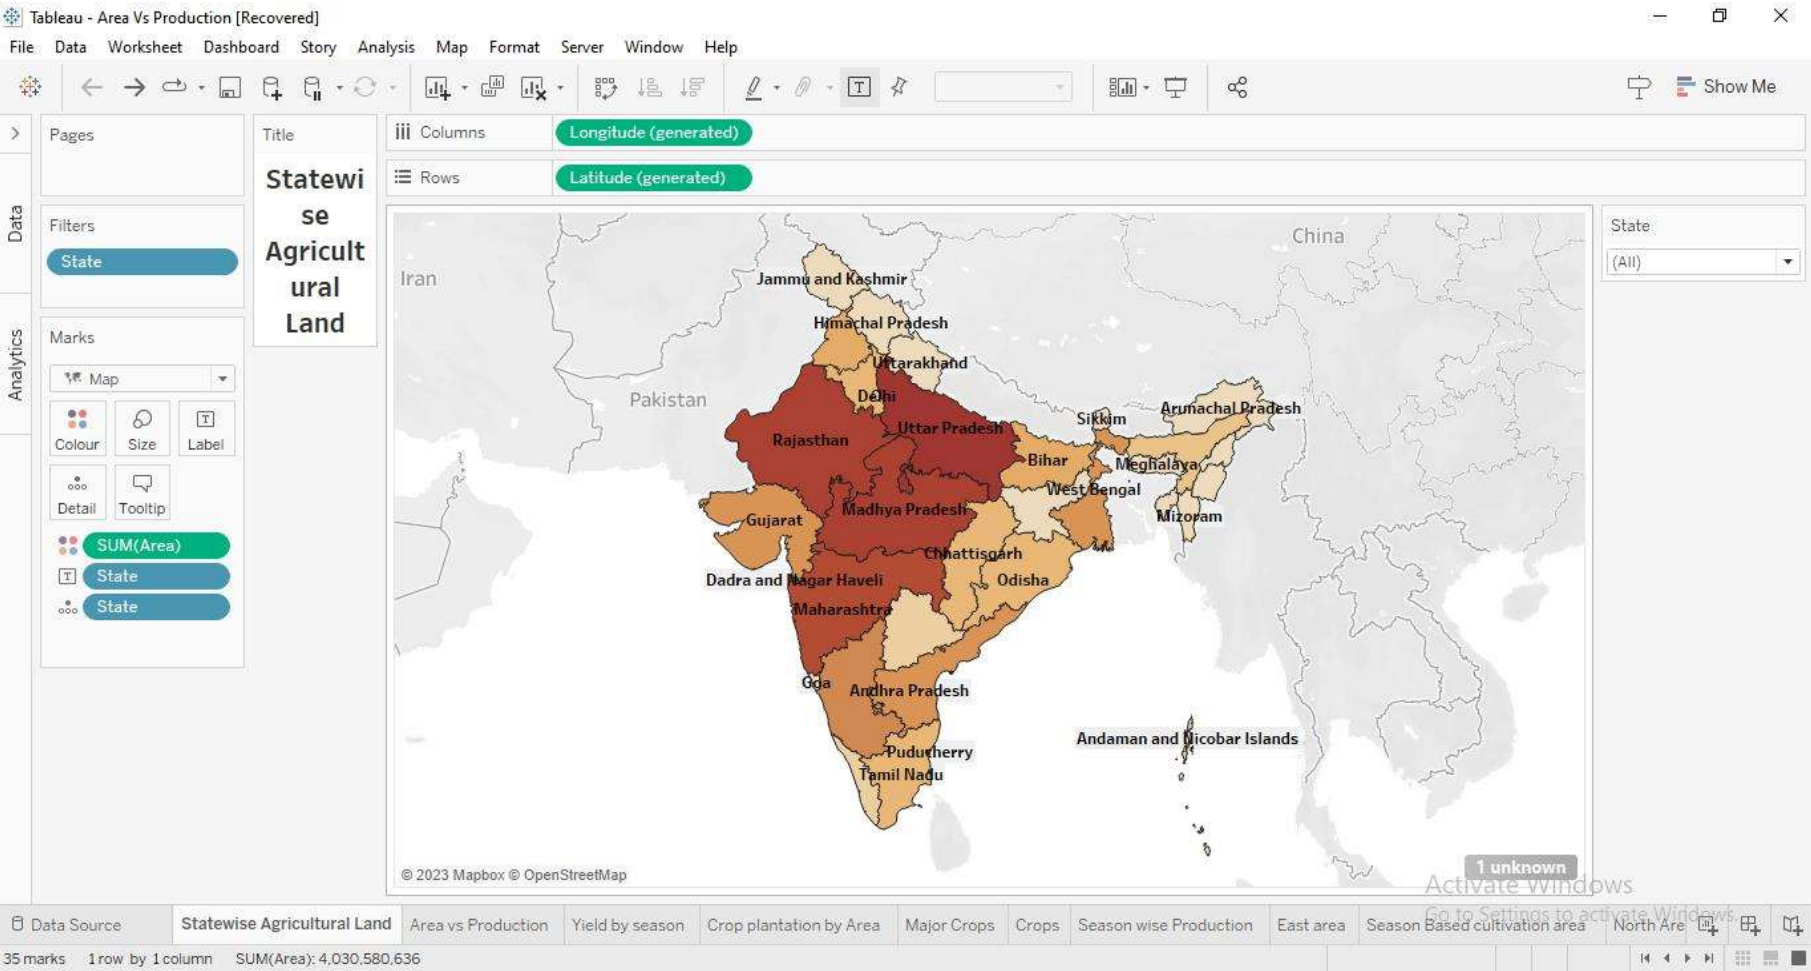 Tableau - Area Vs Production [Recovered]
File Data Worksheet Dashboard Story Analysis Map Format Server Window Help
Show Me
Pages
Title
Columns
Longitude (generated)
Rows
Latitude (generated)
Data
Analytics
Filters
State
Statewi
se
Agricult
ural
Land
Marks
Map
Colour
Size
Label
Detail
Tooltip
SUM(Area)
State
State
State
(All)
China
Iran
Pakistan
Jammu and Kashmir
Himachal Pradesh
Uttarakhand
Delhi
Sikkim
Arunachal Pradesh
Rajasthan
Uttar Pradesh
Bihar
Meghalaya
West Bengal
Madhya Pradesh
Gujarat
Mizoram
Chhattisgarh
Dadra and Nagar Haveli
Odisha
Maharashtra
Goa
Andhra Pradesh
Andaman and Nicobar Islands
Puducherry
Tamil Nadu
© 2023 Mapbox © OpenStreetMap
1 unknown
Activate Windows
Go to Settings to activate Windows.
Data Source
Statewise Agricultural Land
Area vs Production
Yield by season
Crop plantation by Area
Major Crops
Crops
Season wise Production
East area
Season Based cultivation area
North Are
35 marks 1 row by 1 column SUM(Area): 4,030,580,636